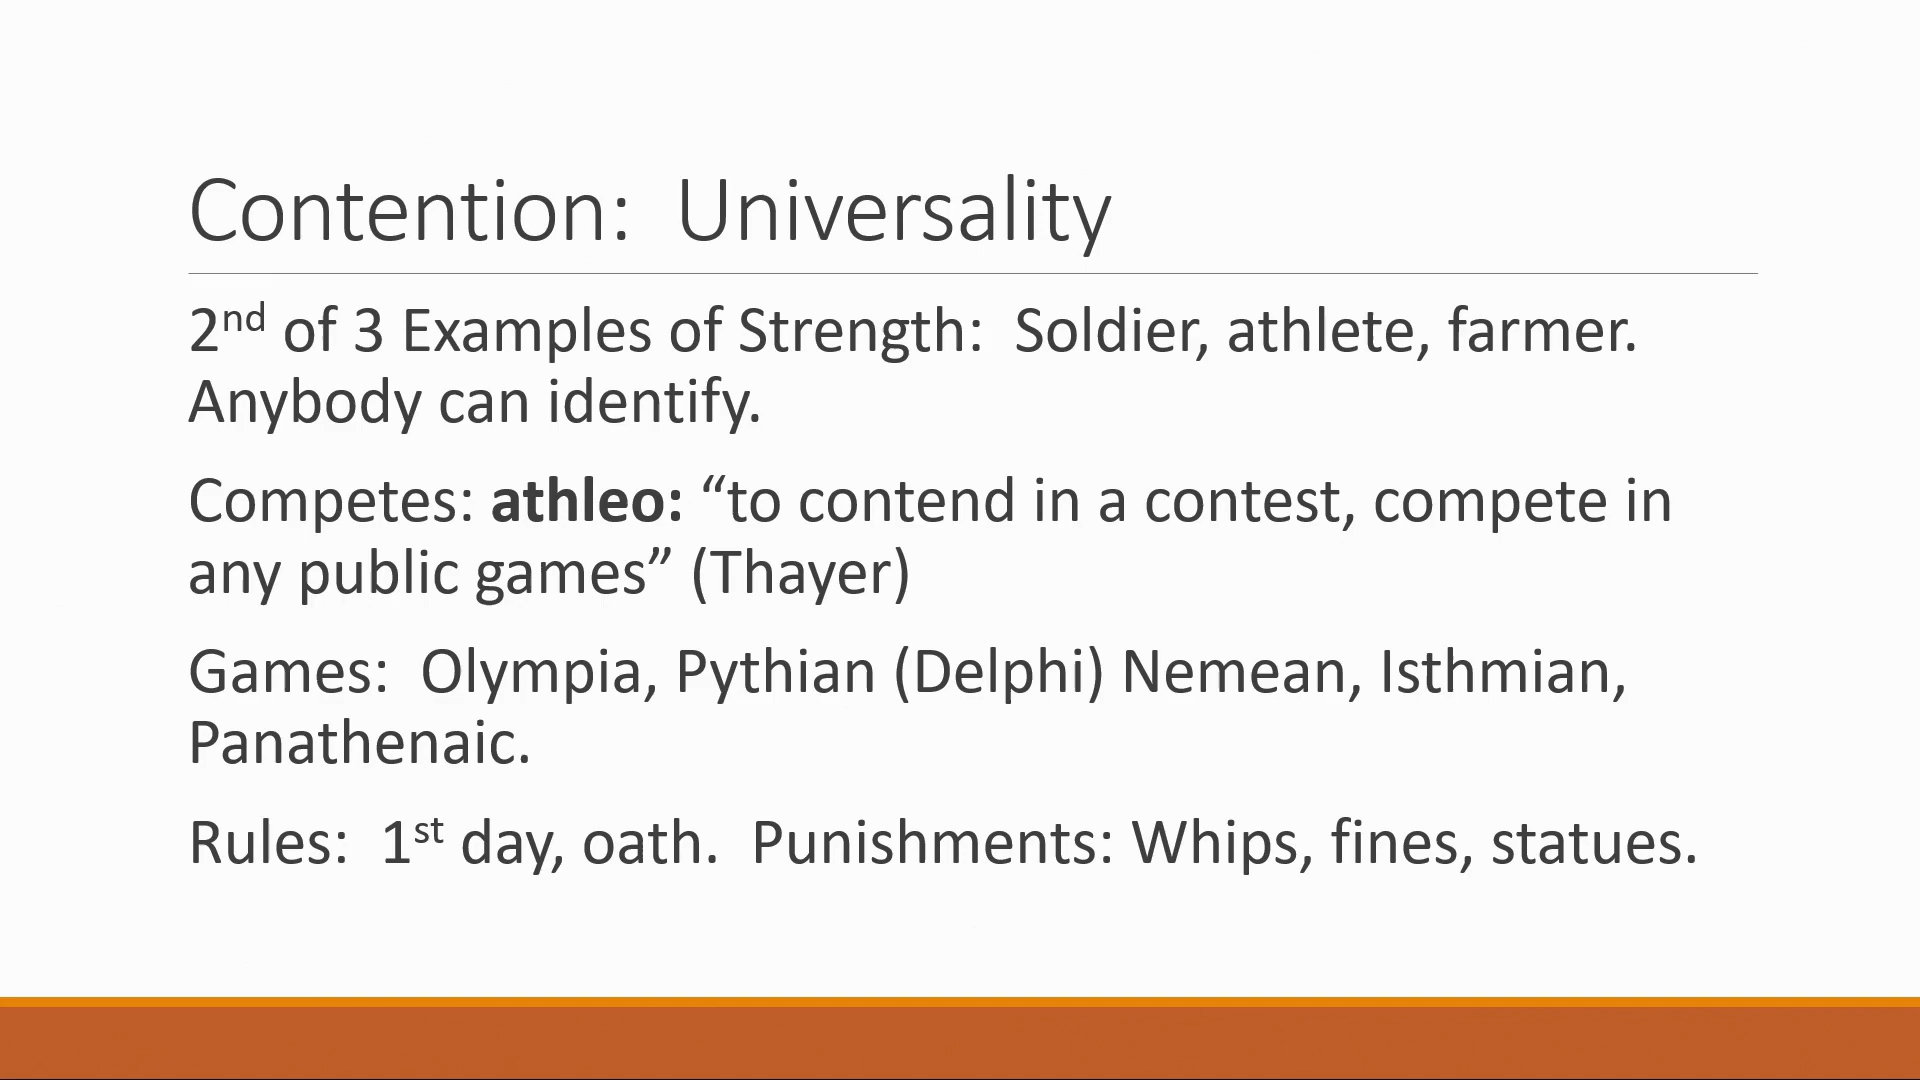 Contention:  Universality
2nd of 3 Examples of Strength:  Soldier, athlete, farmer.
Anybody can identify.
Competes: athleo: “to contend in a contest, compete in
any public games” (Thayer)
Games:  Olympia, Pythian (Delphi) Nemean, Isthmian,
Panathenaic.
Rules:  1st day, oath.  Punishments: Whips, fines, statues.